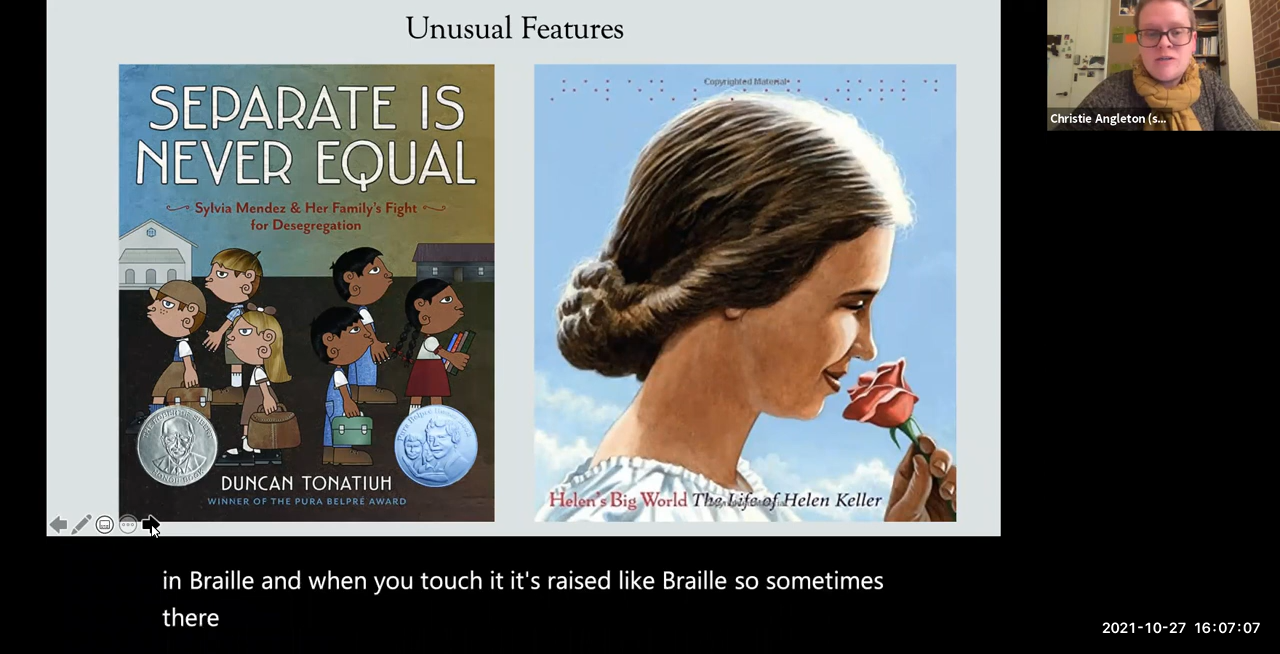 Unusual Features
SEPARATE IS
NEVER EQUAL
Sylvia Mendez & Her Family's Fight
for Desegregation
DUNCAN TONATIUH
WINNER OF THE PURA BELPRÉ AWARD
Copyrighted Material
Helen's Big World The Life of Helen Keller
Christie Angleton (s...
in Braille and when you touch it it's raised like Braille so sometimes
there
2021-10-27 16:07:07